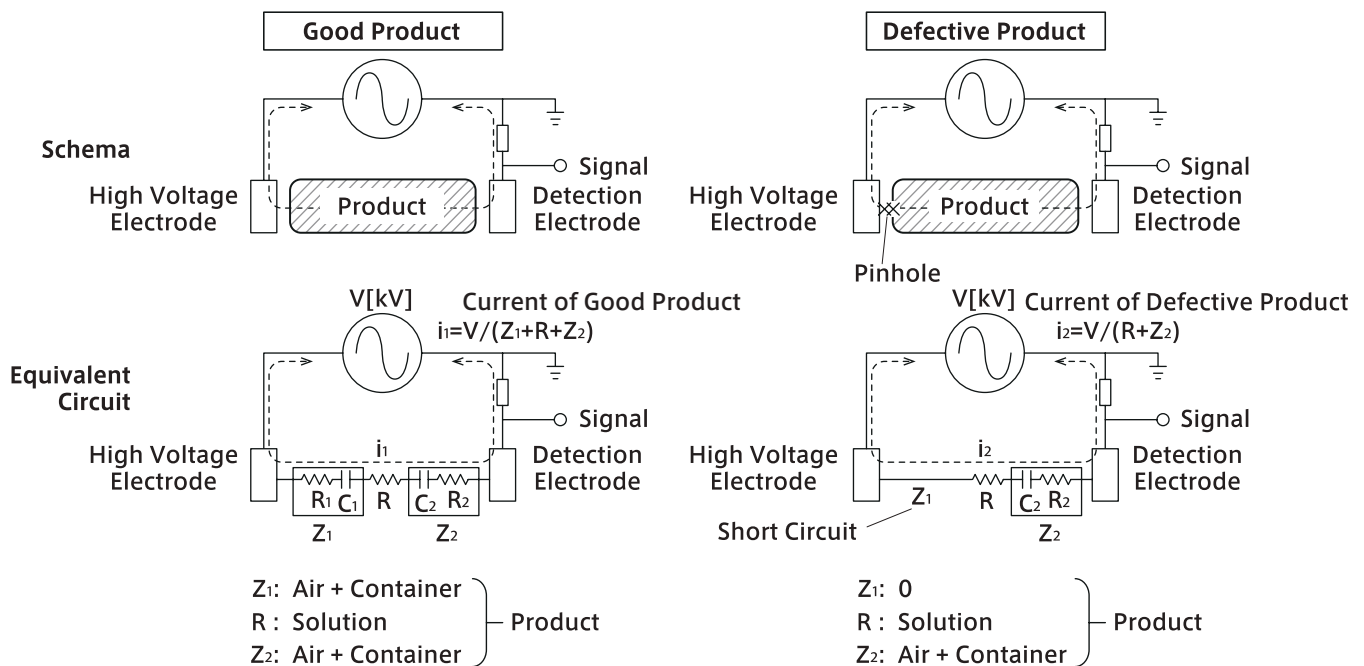 Good Product
Defective Product
Schema
High Voltage
Electrode
Product
Signal
Detection
Electrode
High Voltage
Electrode
Product
Signal
Detection
Electrode
Pinhole
Equivalent
Circuit
V[kV]
Current of Good Product
i₁=V/(Z₁+R+Z₂)
Signal
High Voltage
Electrode
i₁
Detection
Electrode
R₁ C₁ R C₂ R₂
Z₁ Z₂
Z₁: Air + Container
R : Solution
Z₂: Air + Container
Product
V[kV]
Current of Defective Product
i₂=V/(R+Z₂)
Signal
High Voltage
Electrode
i₂
Detection
Electrode
Z₁ R C₂ R₂
Short Circuit
Z₂
Z₁: 0
R : Solution
Z₂: Air + Container
Product